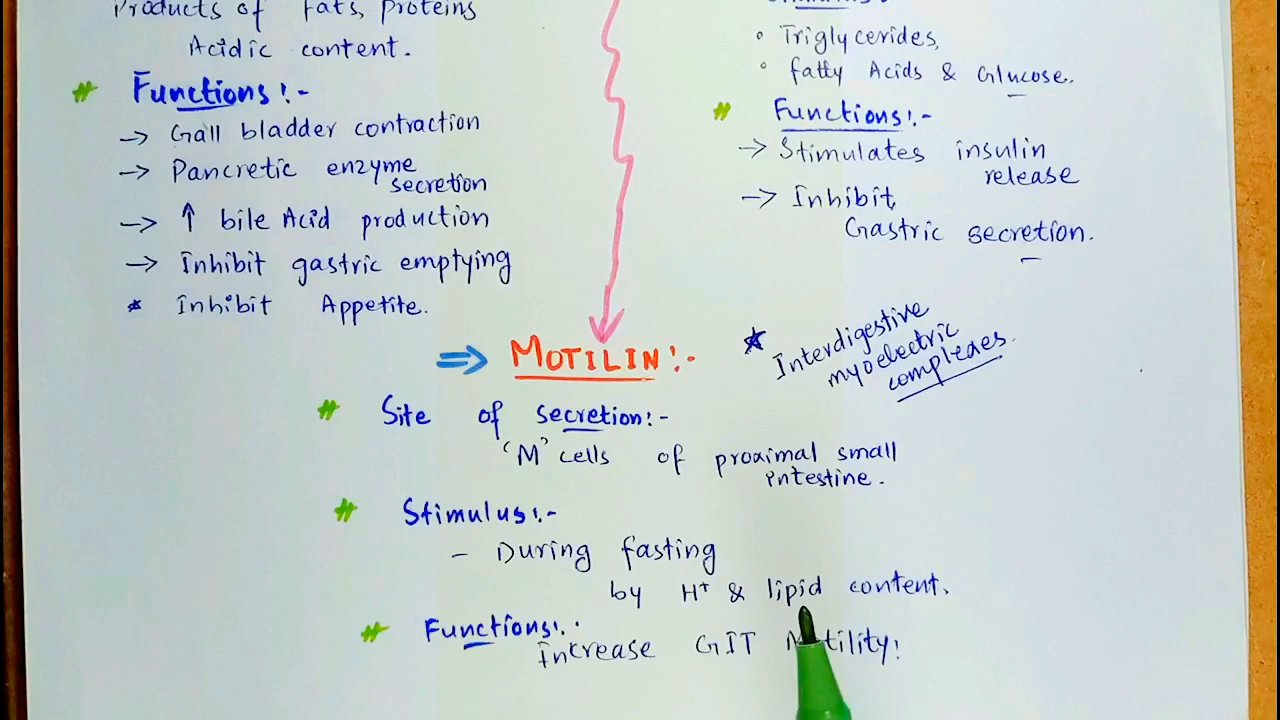 Products of fats, proteins
Acidic content.
# Functions:-
→ Gall bladder contraction
→ Pancretic enzyme
secretion
→ ↑ bile Acid production
→ Inhibit gastric emptying
* Inhibit Appetite.
• Triglycerides,
• fatty Acids & Glucose.
# Functions:-
→ Stimulates insulin
release
→ Inhibit,
Gastric secretion.
* Interdigestive
myoelectric
complexes.
⇒ MOTILIN:-
# Site of secretion:-
'M' cells of proximal small
intestine.
# Stimulus:-
- During fasting
by H+ & lipid content.
# Functions:-
Increase GIT Motility!